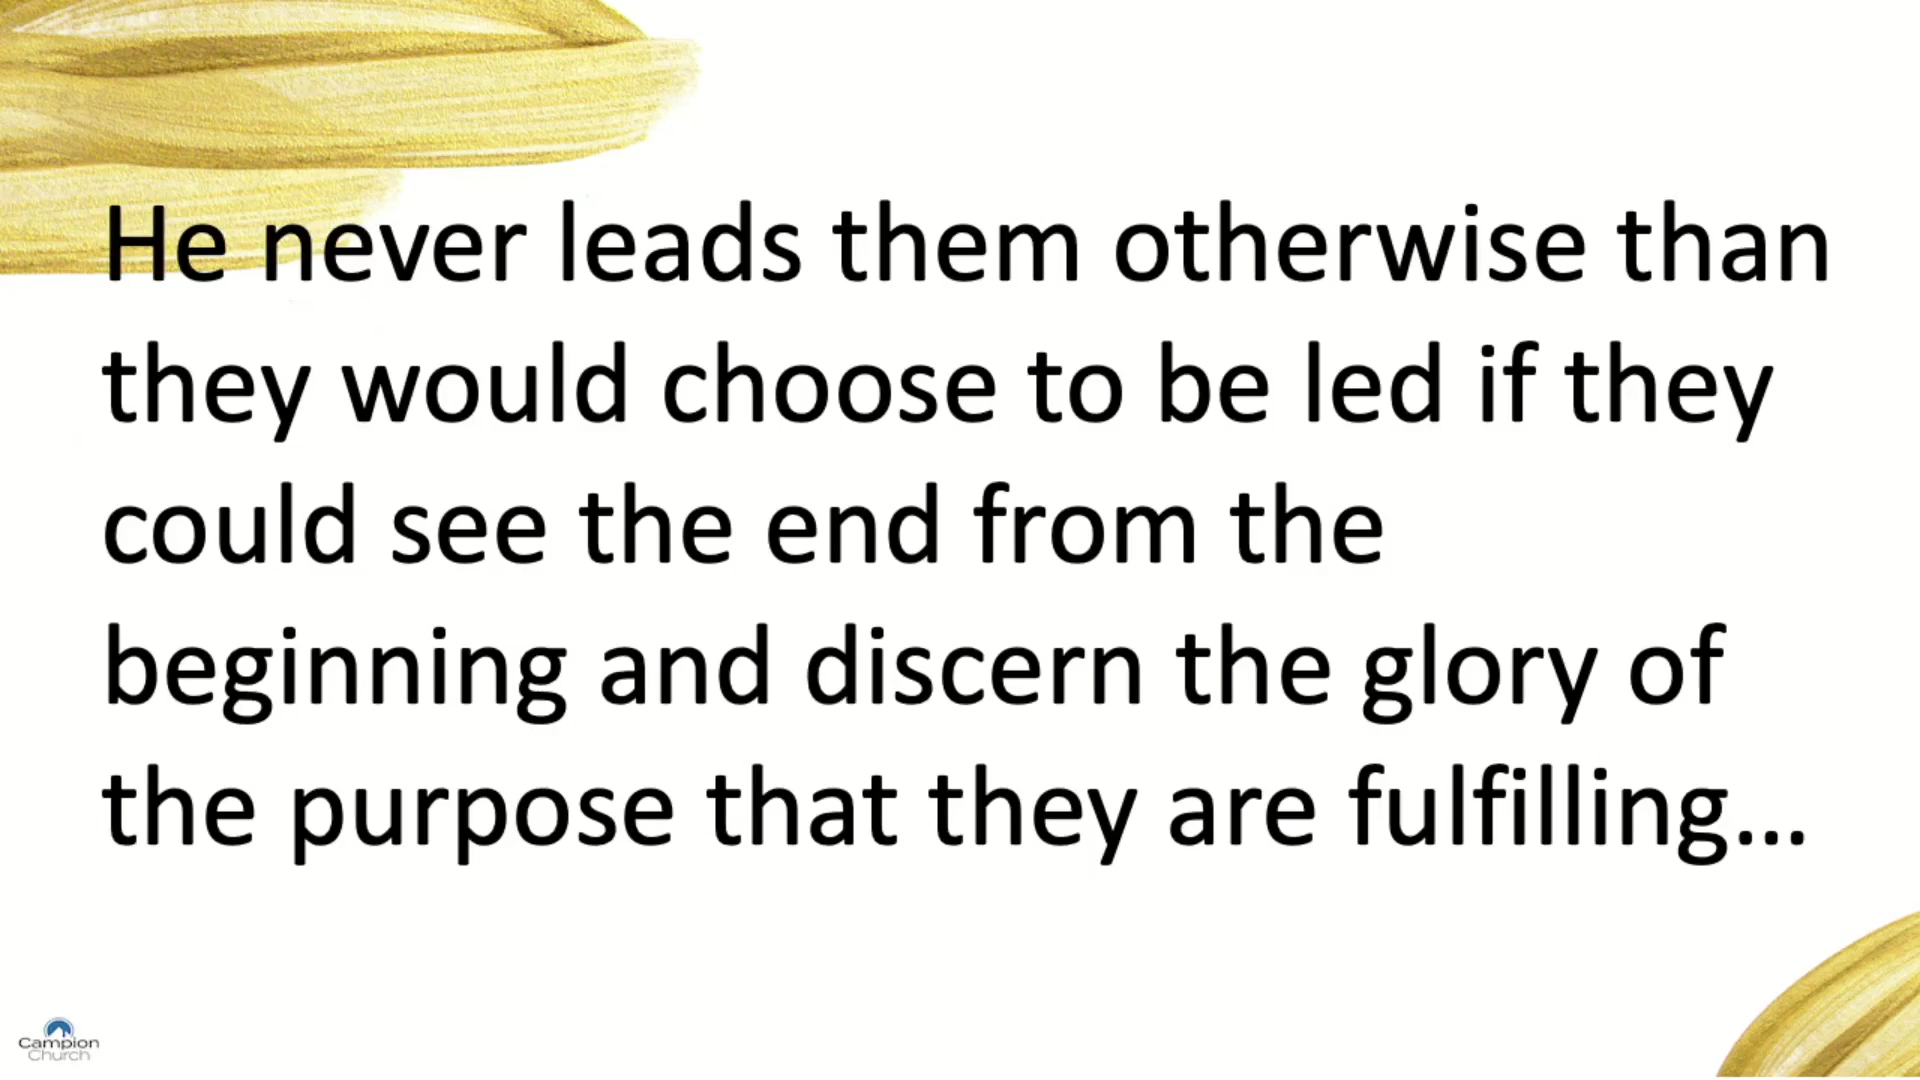 He never leads them otherwise than
they would choose to be led if they
could see the end from the
beginning and discern the glory of
the purpose that they are fulfilling...
Campion
Church